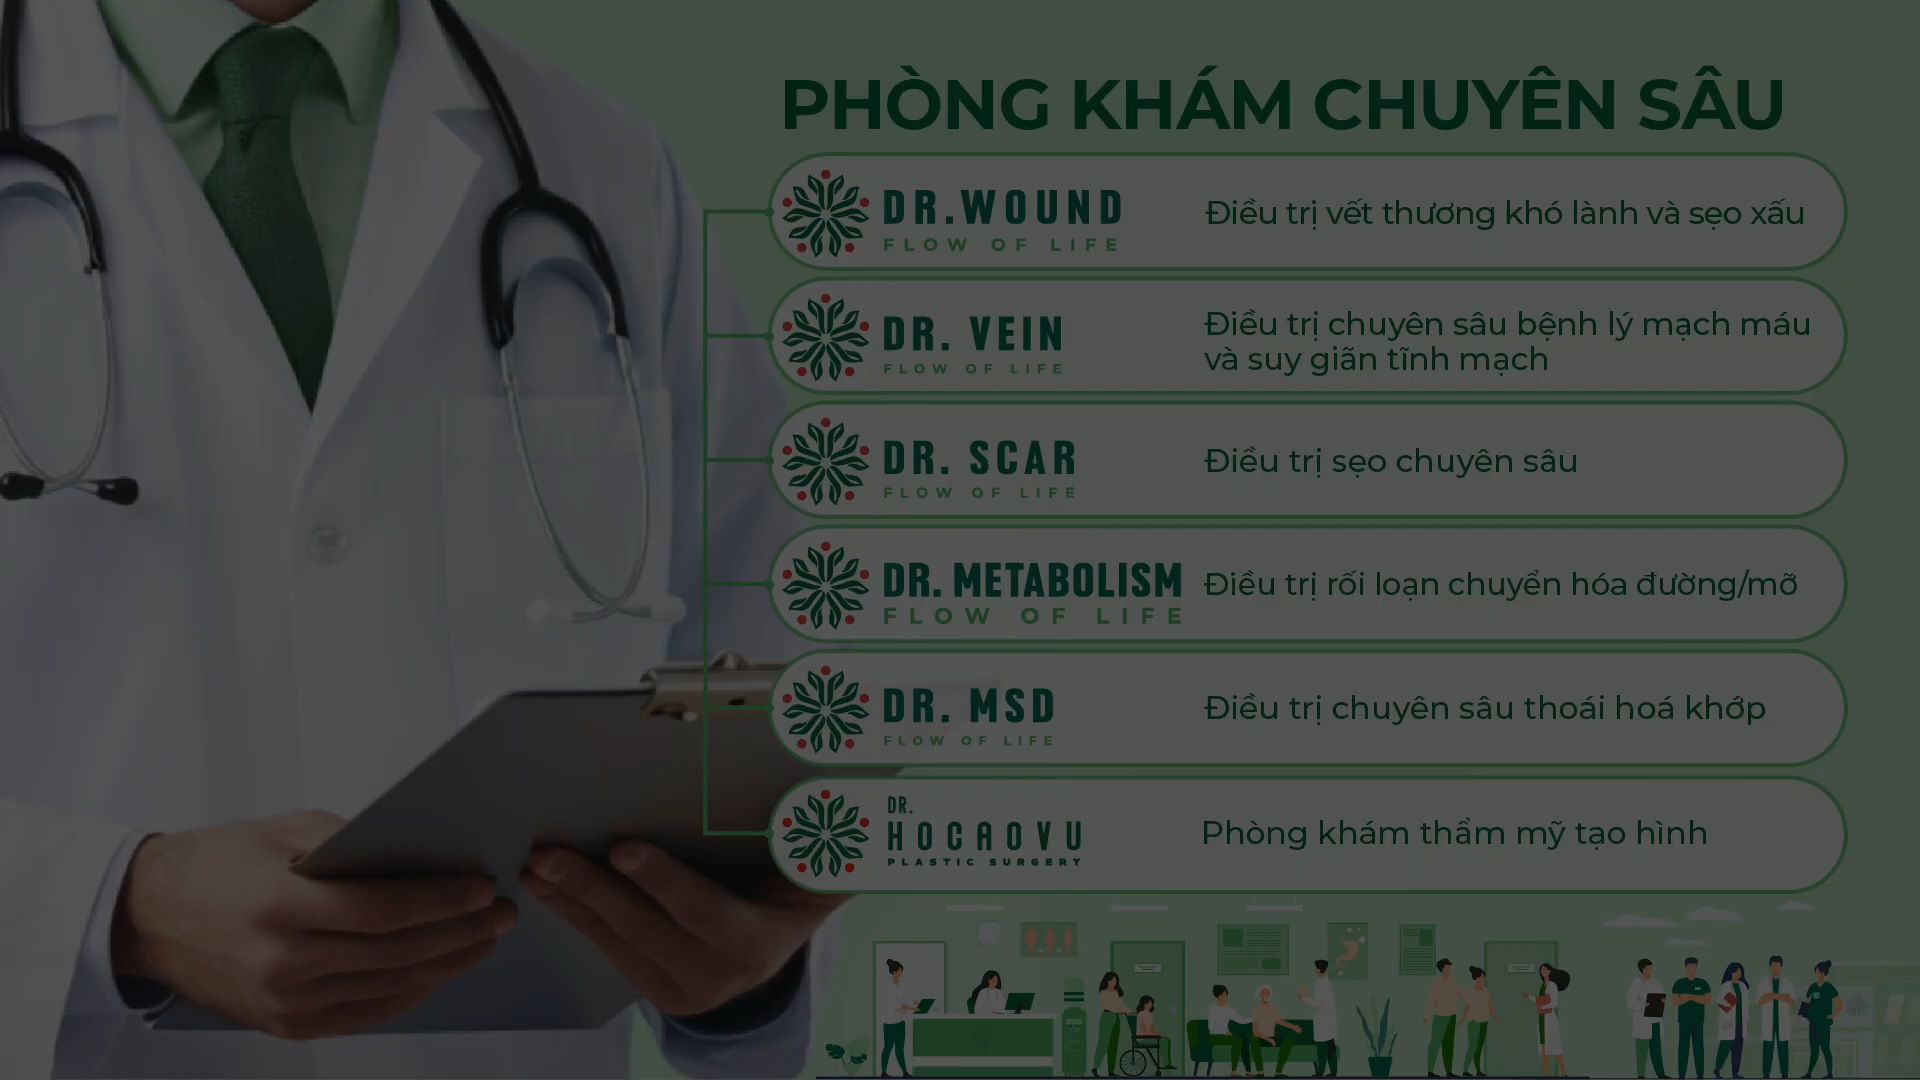 PHÒNG KHÁM CHUYÊN SÂU
DR.WOUND
FLOW OF LIFE
Điều trị vết thương khó lành và sẹo xấu
DR. VEIN
FLOW OF LIFE
Điều trị chuyên sâu bệnh lý mạch máu
và suy giãn tĩnh mạch
DR. SCAR
FLOW OF LIFE
Điều trị sẹo chuyên sâu
DR. METABOLISM
FLOW OF LIFE
Điều trị rối loạn chuyển hóa đường/mỡ
DR. MSD
FLOW OF LIFE
Điều trị chuyên sâu thoái hoá khớp
DR.
HOCAOVU
PLASTIC SURGERY
Phòng khám thẩm mỹ tạo hình